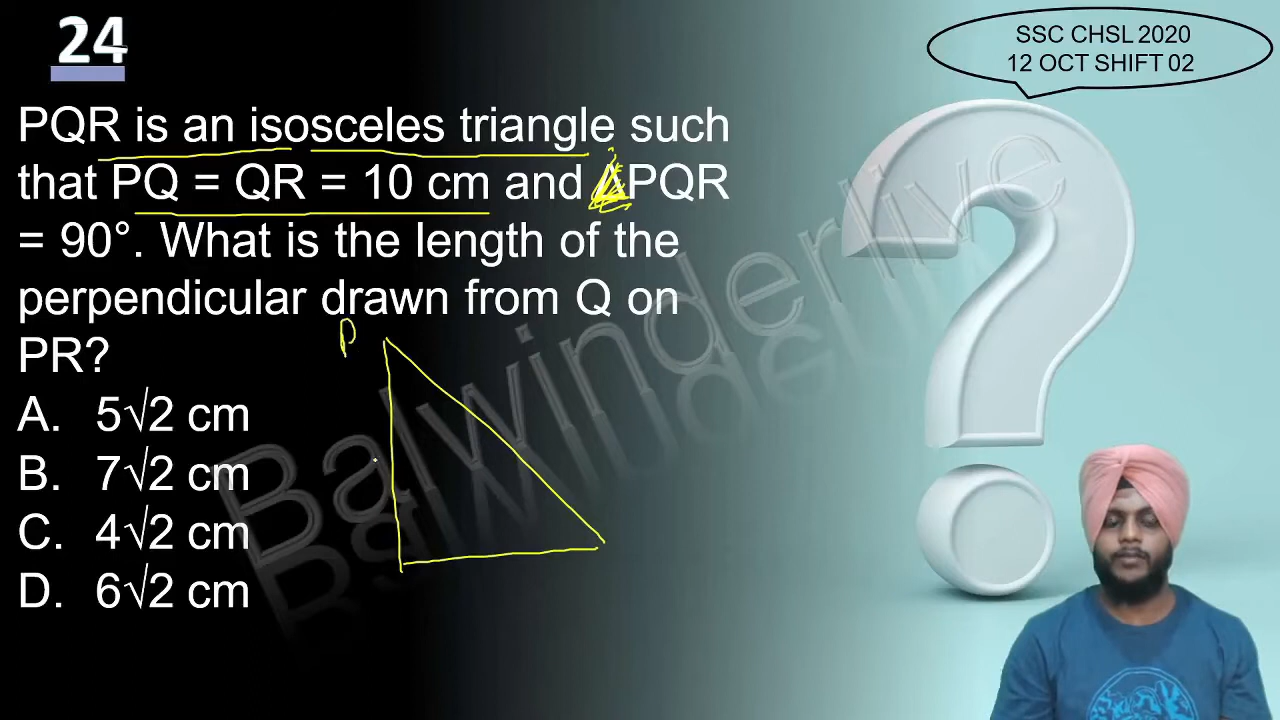 24
SSC CHSL 2020
12 OCT SHIFT 02
PQR is an isosceles triangle such
that PQ = QR = 10 cm and ΔPQR
= 90°. What is the length of the
perpendicular drawn from Q on
PR?
P
A. 5√2 cm
B. 7√2 cm
C. 4√2 cm
D. 6√2 cm
Balwinderlive